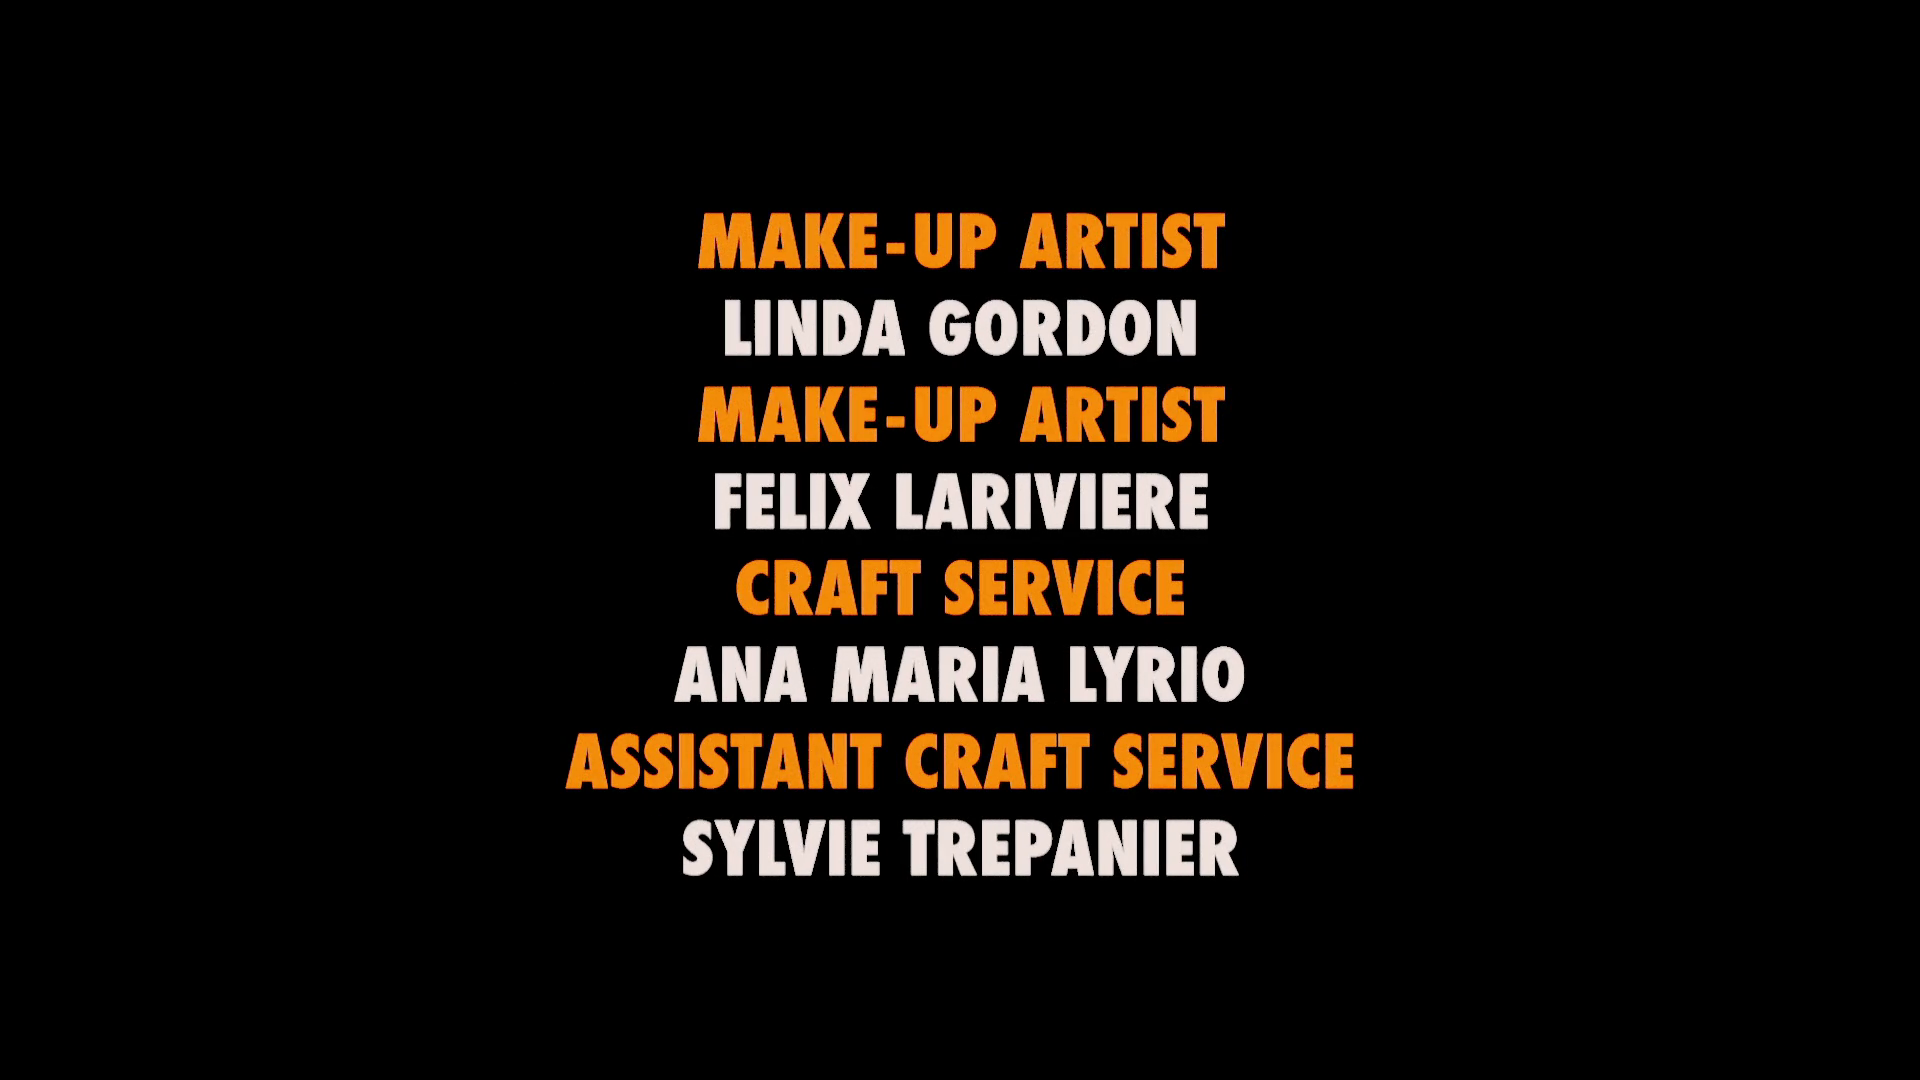 MAKE-UP ARTIST
LINDA GORDON
MAKE-UP ARTIST
FELIX LARIVIERE
CRAFT SERVICE
ANA MARIA LYRIO
ASSISTANT CRAFT SERVICE
SYLVIE TREPANIER